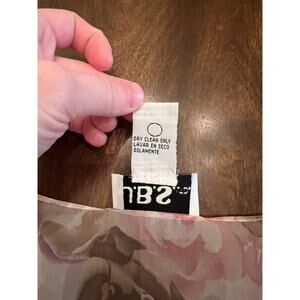 DRY CLEAN ONLY
LAVAR EN SECO
SOLAMENTE